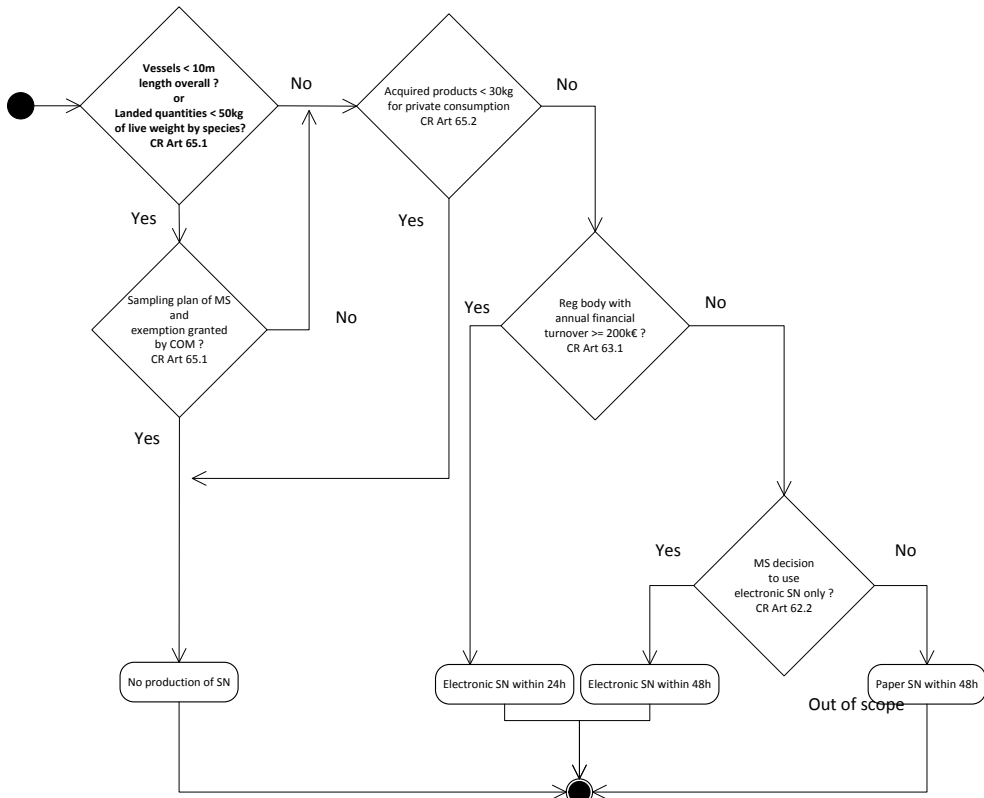 Vessels < 10m
length overall ?
or
Landed quantities < 50kg
of live weight by species?
CR Art 65.1
No
Acquired products < 30kg
for private consumption
CR Art 65.2
No
Yes
Yes
Sampling plan of MS
and
exemption granted
by COM ?
CR Art 65.1
No
Yes
Reg body with
annual financial
turnover >= 200k€ ?
CR Art 63.1
No
Yes
Yes
MS decision
to use
electronic SN only ?
CR Art 62.2
No
No production of SN
Electronic SN within 24h
Electronic SN within 48h
Paper SN within 48h
Out of scope